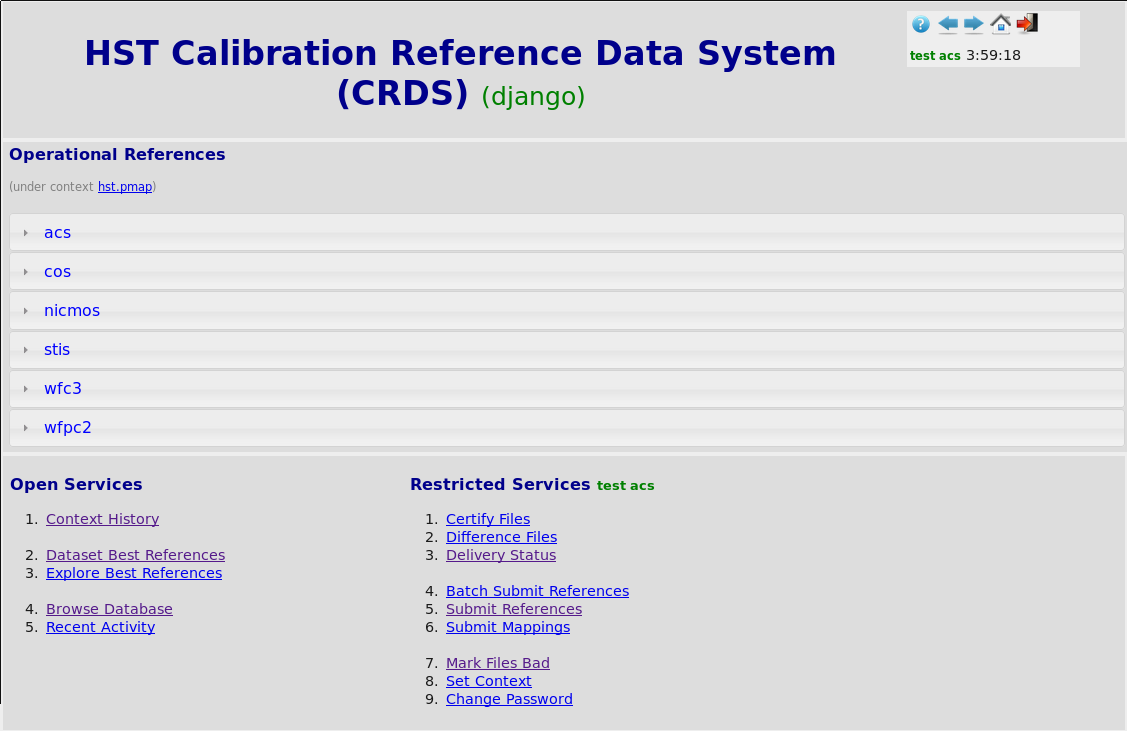 HST Calibration Reference Data System
(CRDS) (django)
?
test acs 3:59:18
Operational References
(under context hst.pmap)
acs
cos
nicmos
stis
wfc3
wfpc2
Open Services
1. Context History
2. Dataset Best References
3. Explore Best References
4. Browse Database
5. Recent Activity
Restricted Services test acs
1. Certify Files
2. Difference Files
3. Delivery Status
4. Batch Submit References
5. Submit References
6. Submit Mappings
7. Mark Files Bad
8. Set Context
9. Change Password